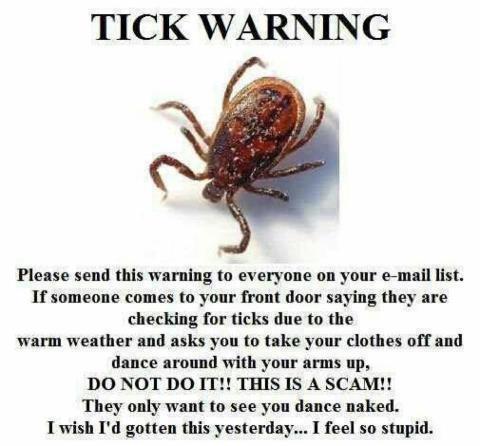 TICK WARNING
Please send this warning to everyone on your e-mail list.
If someone comes to your front door saying they are
checking for ticks due to the
warm weather and asks you to take your clothes off and
dance around with your arms up,
DO NOT DO IT!! THIS IS A SCAM!!
They only want to see you dance naked.
I wish I'd gotten this yesterday... I feel so stupid.